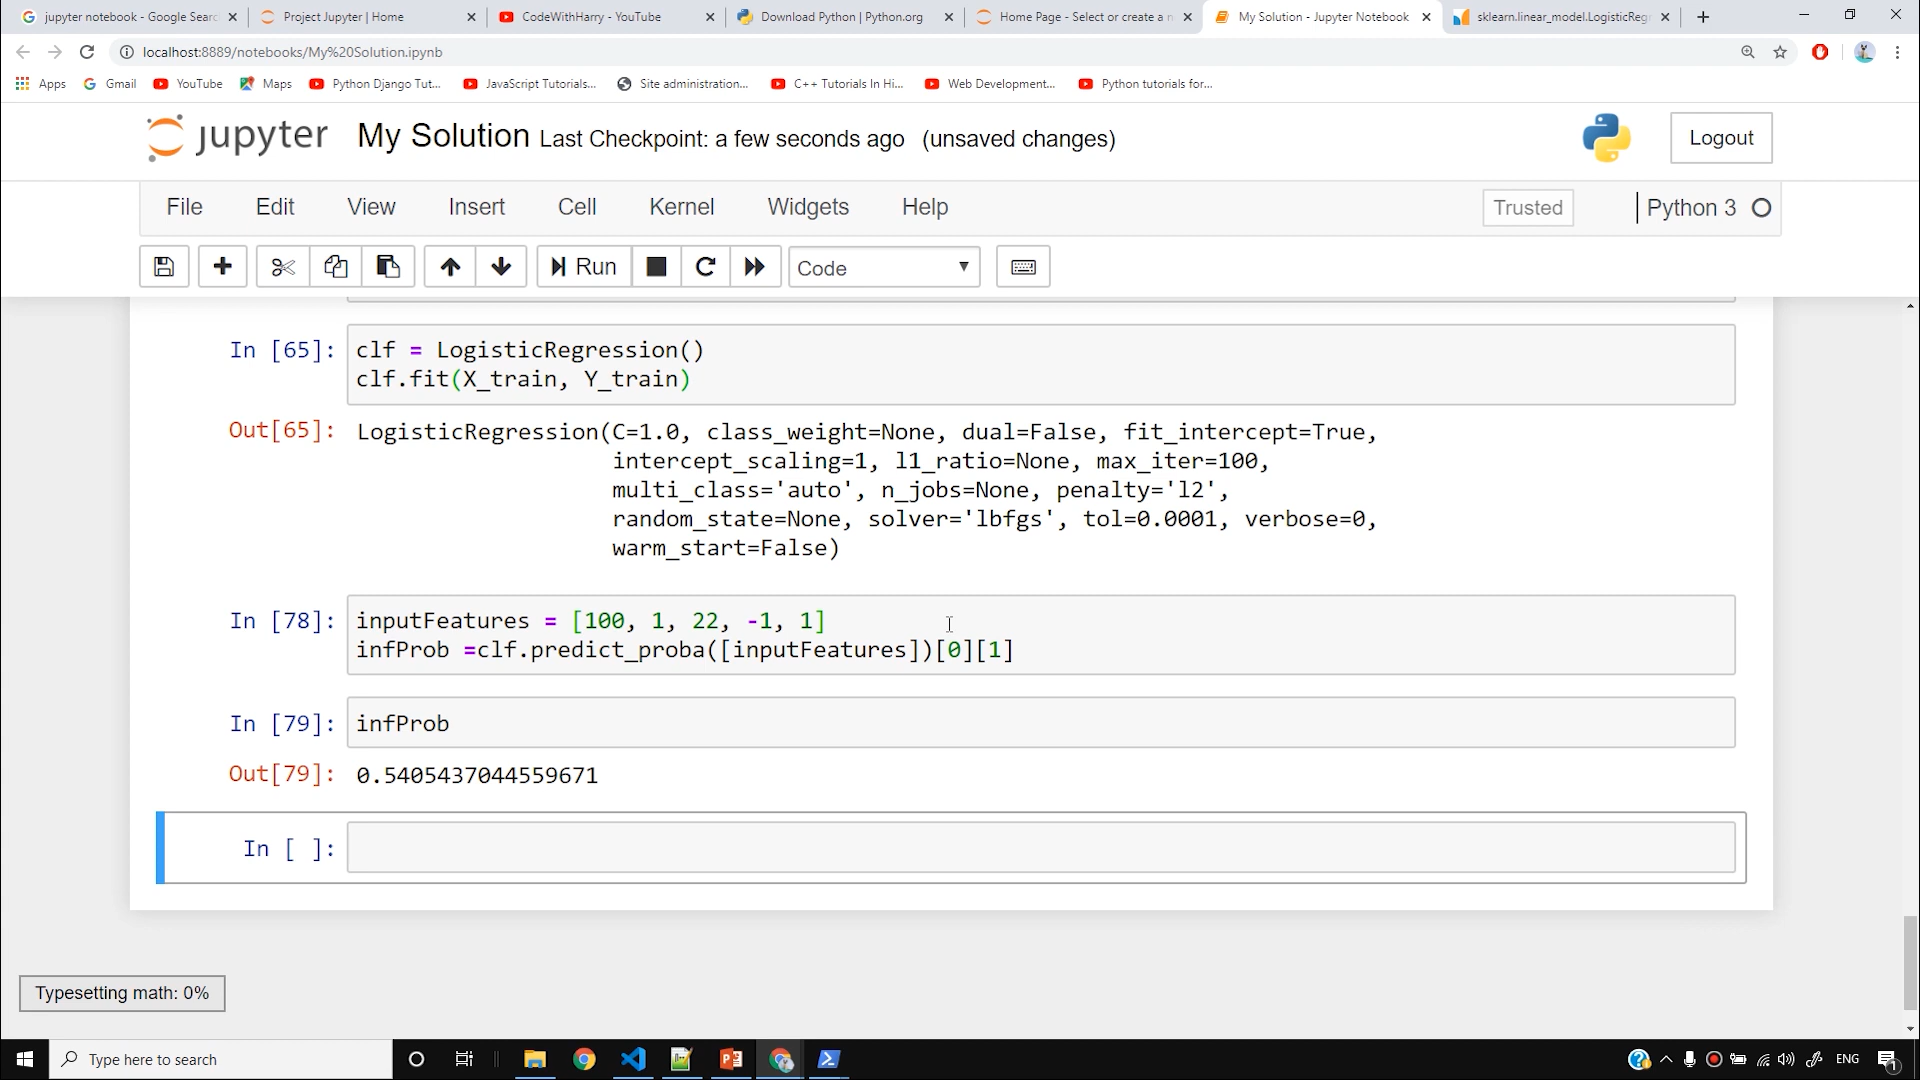 jupyter notebook - Google Searc
Project Jupyter | Home
CodeWithHarry - YouTube
Download Python | Python.org
Home Page - Select or create a n
My Solution - Jupyter Notebook
sklearn.linear_model.LogisticReg
localhost:8889/notebooks/My%20Solution.ipynb
Apps
Gmail
YouTube
Maps
Python Django Tut...
JavaScript Tutorials...
Site administration...
C++ Tutorials In Hi...
Web Development...
Python tutorials for...
jupyter My Solution Last Checkpoint: a few seconds ago (unsaved changes)
Logout
File Edit View Insert Cell Kernel Widgets Help
Trusted
Python 3
Run
Code
In [65]: clf = LogisticRegression()
clf.fit(X_train, Y_train)
Out[65]: LogisticRegression(C=1.0, class_weight=None, dual=False, fit_intercept=True,
intercept_scaling=1, l1_ratio=None, max_iter=100,
multi_class='auto', n_jobs=None, penalty='l2',
random_state=None, solver='lbfgs', tol=0.0001, verbose=0,
warm_start=False)
In [78]: inputFeatures = [100, 1, 22, -1, 1]
infProb =clf.predict_proba([inputFeatures])[0][1]
In [79]: infProb
Out[79]: 0.5405437044559671
In [ ]:
Typesetting math: 0%
Type here to search
ENG
1